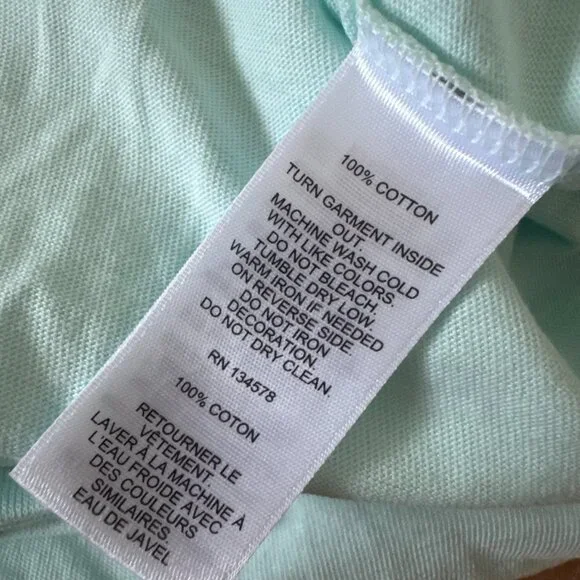 100% COTTON
TURN GARMENT INSIDE
OUT.
MACHINE WASH COLD
WITH LIKE COLORS.
DO NOT BLEACH.
TUMBLE DRY LOW.
WARM IRON IF NEEDED
ON REVERSE SIDE.
DO NOT IRON
DECORATION.
DO NOT DRY CLEAN.
RN 134578
100% COTON
RETOURNER LE
VÊTEMENT.
LAVER À LA MACHINE À
L'EAU FROIDE AVEC
DES COULEURS
SIMILAIRES.
EAU DE JAVEL